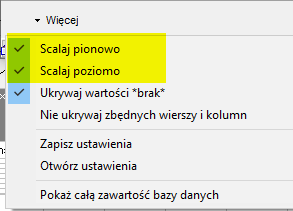 Więcej
Scalaj pionowo
Scalaj poziomo
Ukrywaj wartości *brak*
Nie ukrywaj zbędnych wierszy i kolumn
Zapisz ustawienia
Otwórz ustawienia
Pokaż całą zawartość bazy danych